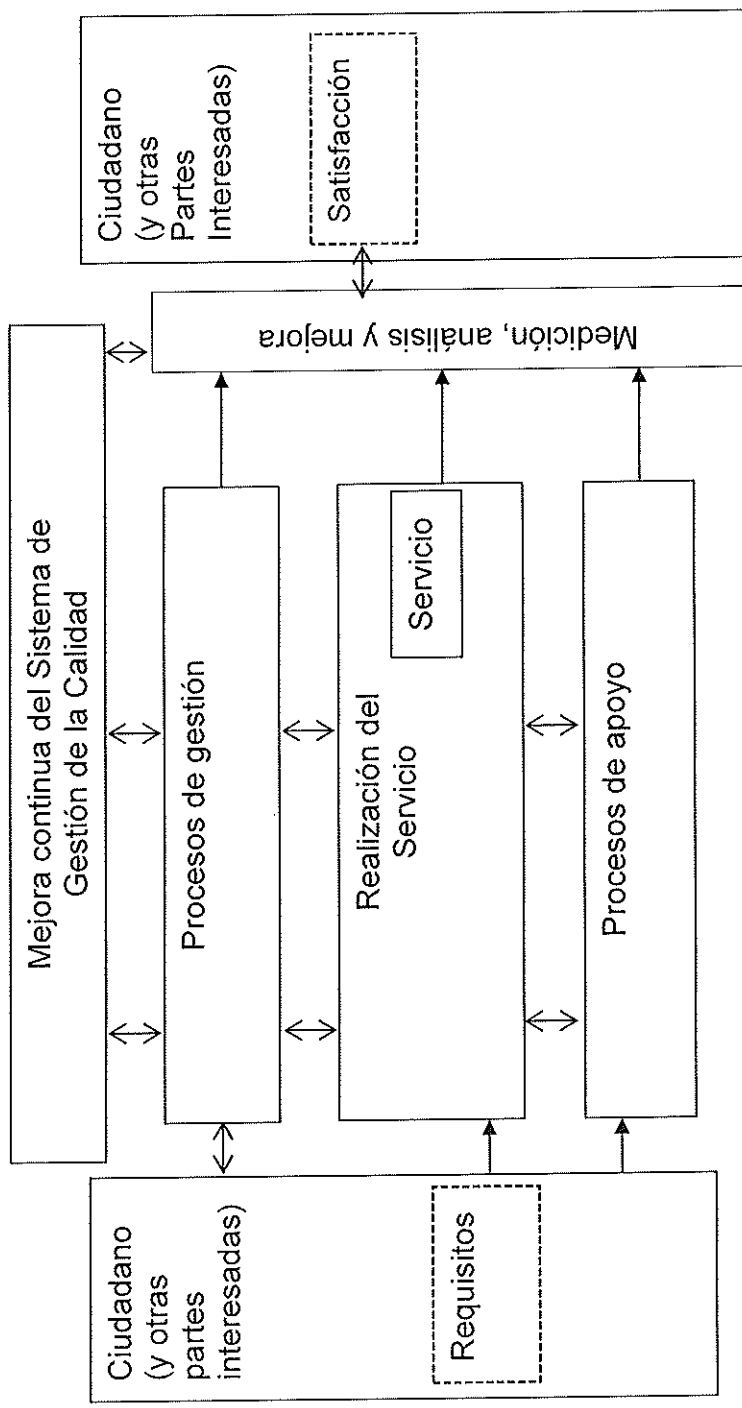 Mejora continua del Sistema de
Gestión de la Calidad
Ciudadano
(y otras
partes
interesadas)
Requisitos
Procesos de gestión
Realización del
Servicio
Servicio
Procesos de apoyo
Medición, análisis y mejora
Ciudadano
(y otras
Partes
Interesadas)
Satisfacción